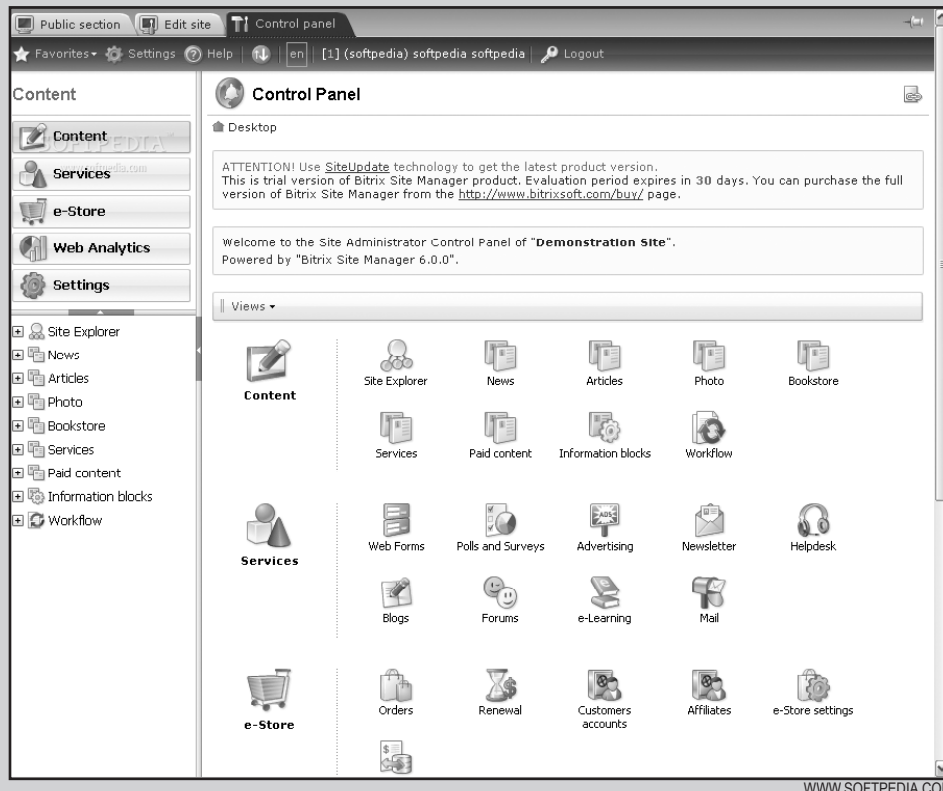 Public section Edit site Control panel
Favorites Settings Help en [1] (softpedia) softpedia softpedia Logout
Content
Content
Services
e-Store
Web Analytics
Settings
SOFTPEDIA
www.softpedia.com
Site Explorer
News
Articles
Photo
Bookstore
Services
Paid content
Information blocks
Workflow
Control Panel
Desktop
ATTENTION! Use SiteUpdate technology to get the latest product version.
This is trial version of Bitrix Site Manager product. Evaluation period expires in 30 days. You can purchase the full
version of Bitrix Site Manager from the http://www.bitrixsoft.com/buy/ page.
Welcome to the Site Administrator Control Panel of "Demonstration Site".
Powered by "Bitrix Site Manager 6.0.0".
Views
Content
Site Explorer News Articles Photo Bookstore
Services Paid content Information blocks Workflow
Services
Web Forms Polls and Surveys Advertising Newsletter Helpdesk
ADS
Blogs Forums e-Learning Mail
e-Store
Orders Renewal Customers accounts Affiliates e-Store settings
WWW.SOFTPEDIA.COM